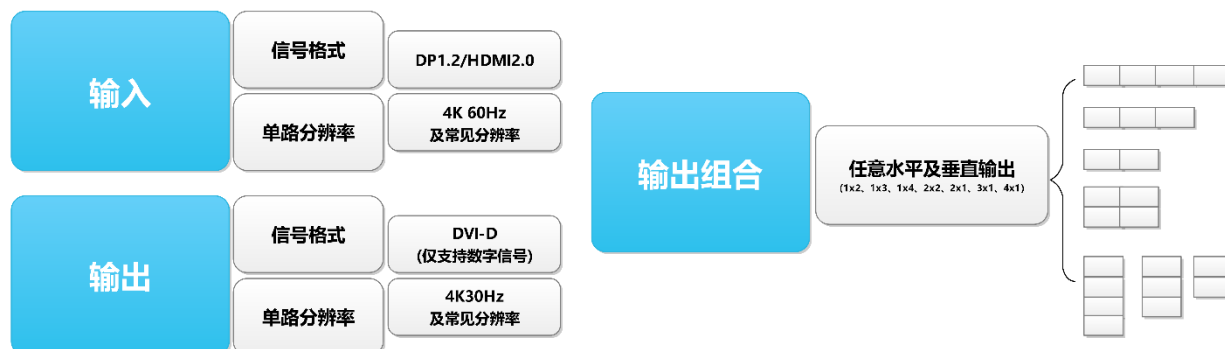 输入
信号格式
DP1.2/HDMI2.0
单路分辨率
4K 60Hz
及常见分辨率
输出
信号格式
DVI-D
(仅支持数字信号)
单路分辨率
4K30Hz
及常见分辨率
输出组合
任意水平及垂直输出
(1x2、1x3、1x4、2x2、2x1、3x1、4x1)